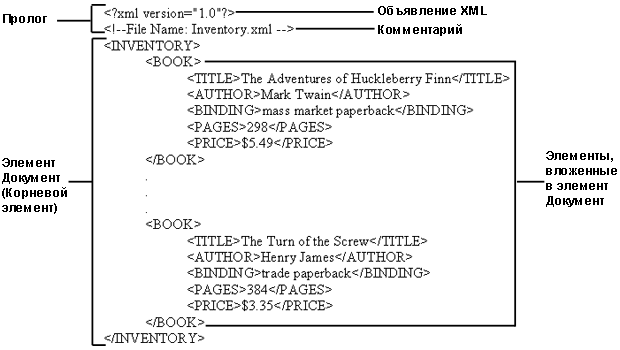 Пролог
<?xml version="1.0"?>
Объявление XML
<!--File Name: Inventory.xml -->
Комментарий
<INVENTORY>
<BOOK>
<TITLE>The Adventures of Huckleberry Finn</TITLE>
<AUTHOR>Mark Twain</AUTHOR>
<BINDING>mass market paperback</BINDING>
<PAGES>298</PAGES>
<PRICE>$5.49</PRICE>
</BOOK>
.
.
.
<BOOK>
<TITLE>The Turn of the Screw</TITLE>
<AUTHOR>Henry James</AUTHOR>
<BINDING>trade paperback</BINDING>
<PAGES>384</PAGES>
<PRICE>$3.35</PRICE>
</BOOK>
</INVENTORY>
Элемент
Документ
(Корневой
элемент)
Элементы,
вложенные
в элемент
Документ